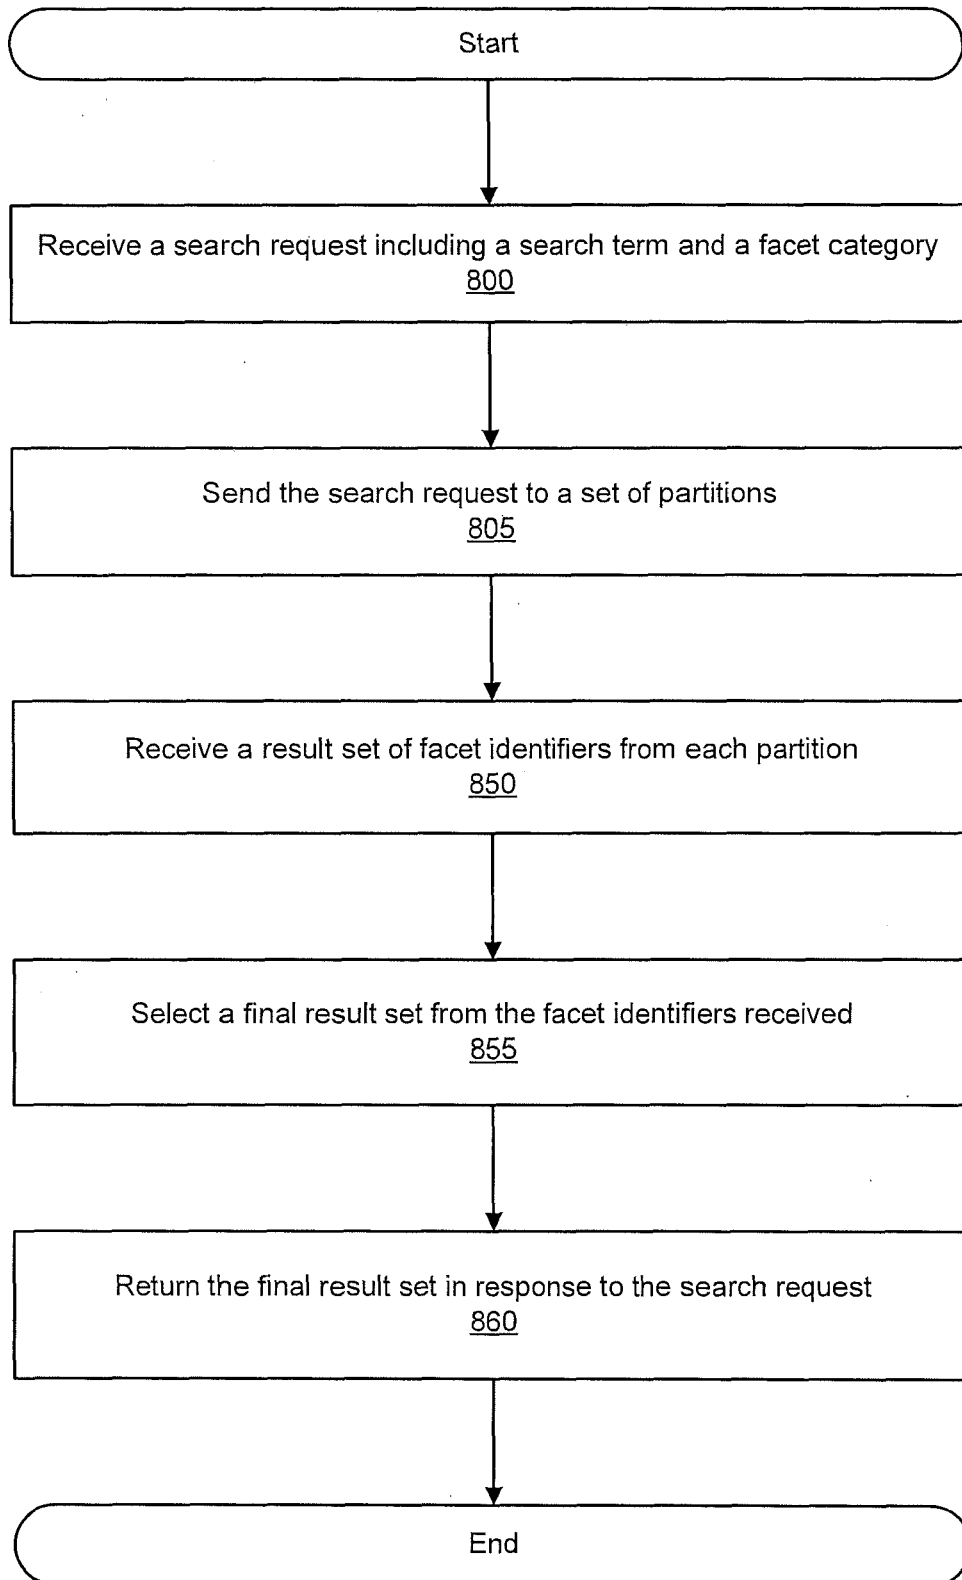 Start
Receive a search request including a search term and a facet category
800
Send the search request to a set of partitions
805
Receive a result set of facet identifiers from each partition
850
Select a final result set from the facet identifiers received
855
Return the final result set in response to the search request
860
End